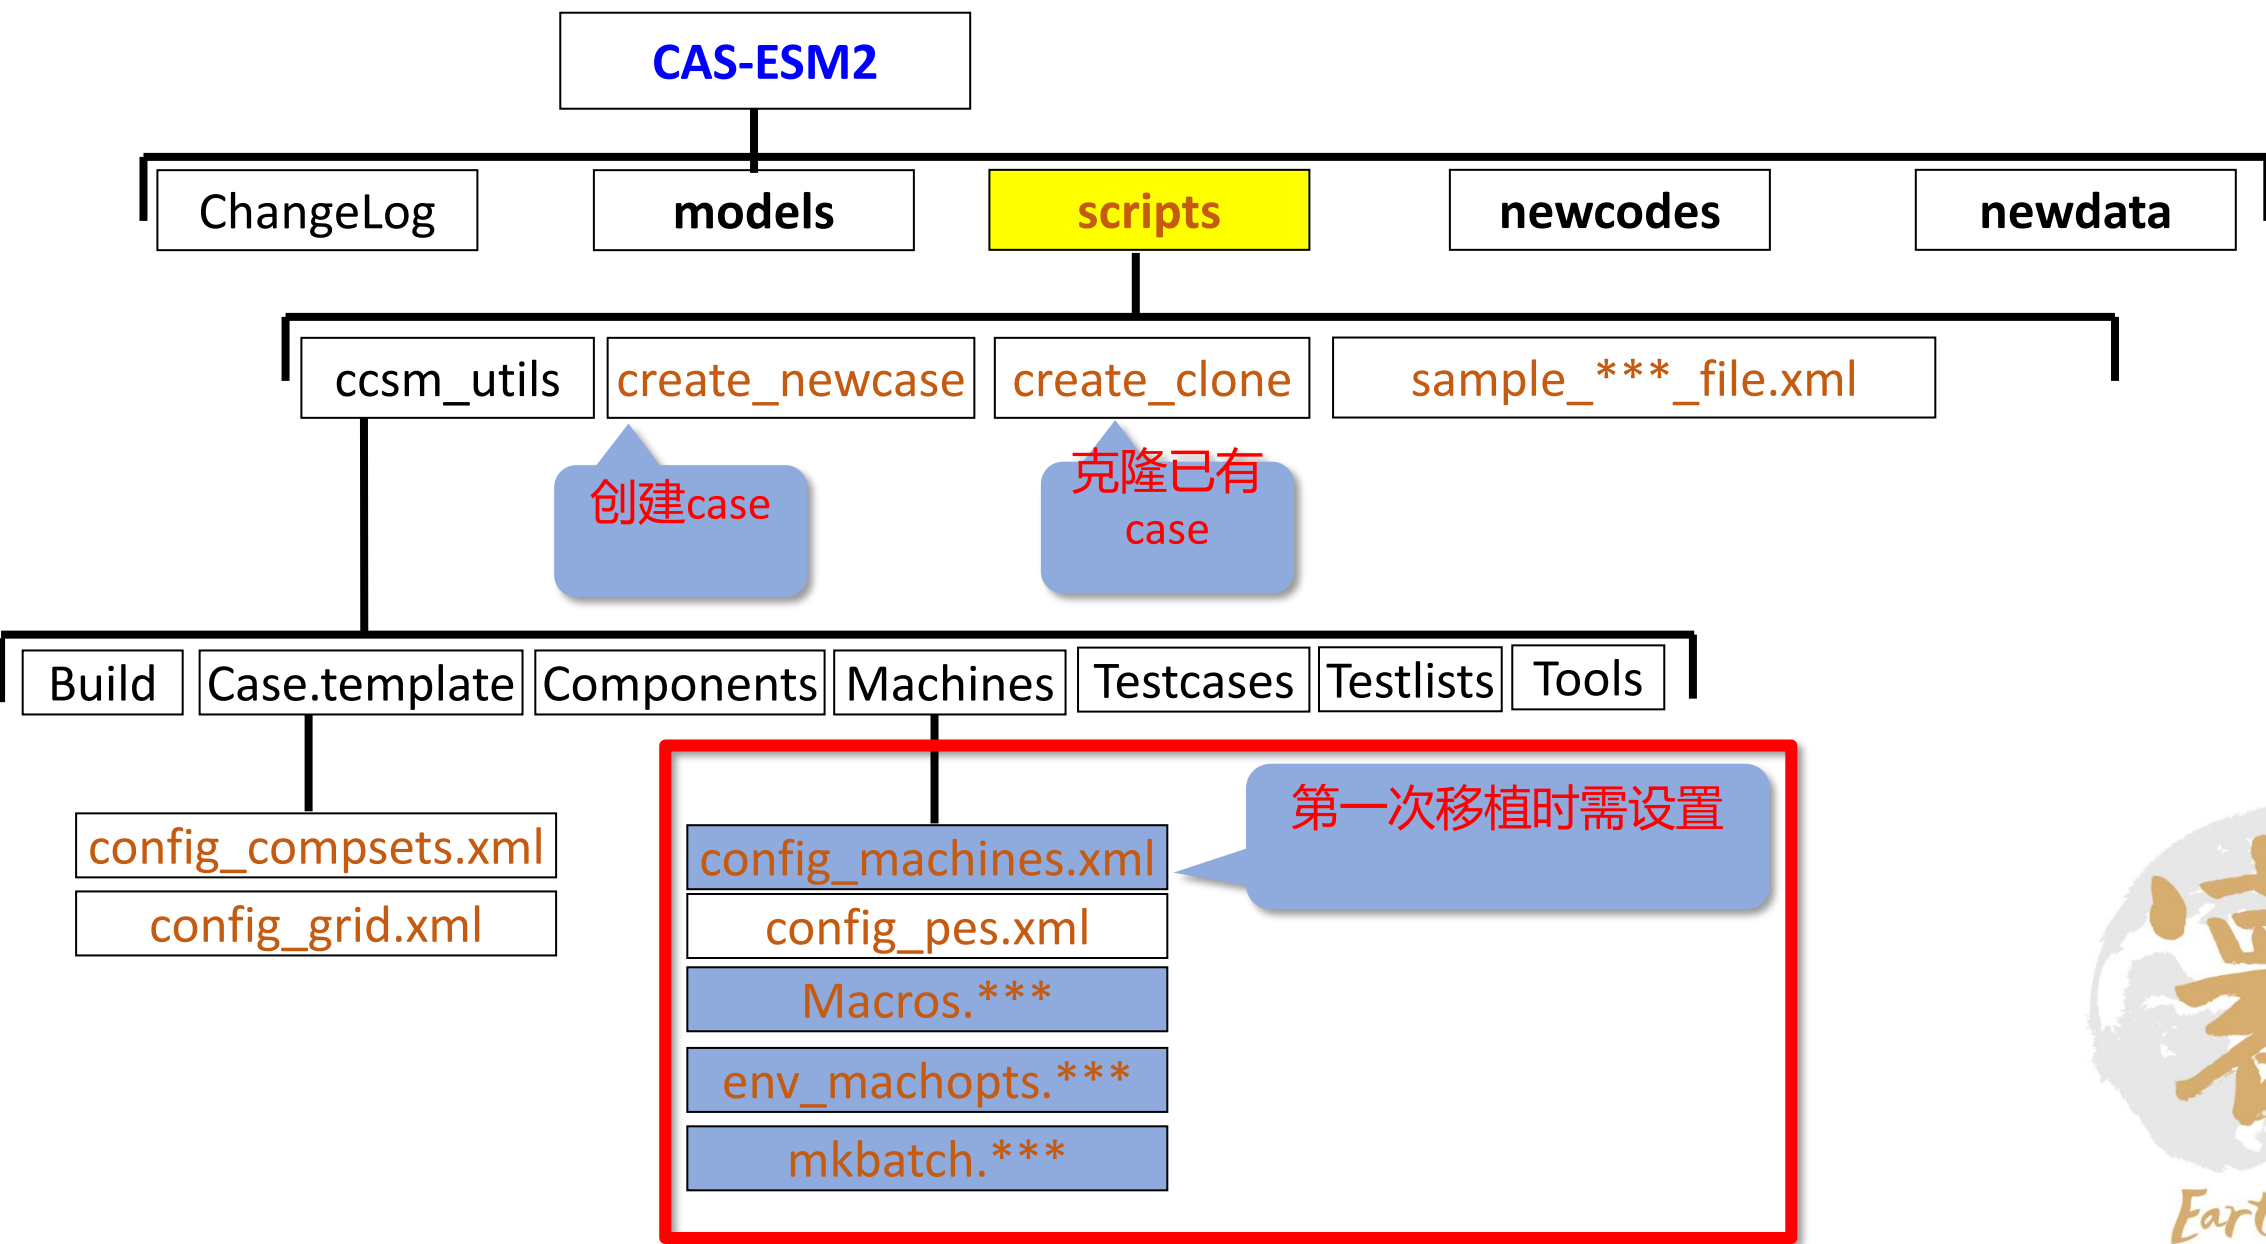 CAS-ESM2
ChangeLog
models
scripts
newcodes
newdata
ccsm_utils
create_newcase
create_clone
sample_***_file.xml
创建case
克隆已有
case
Build
Case.template
Components
Machines
Testcases
Testlists
Tools
config_compsets.xml
config_grid.xml
第一次移植时需设置
config_machines.xml
config_pes.xml
Macros.***
env_machopts.***
mkbatch.***